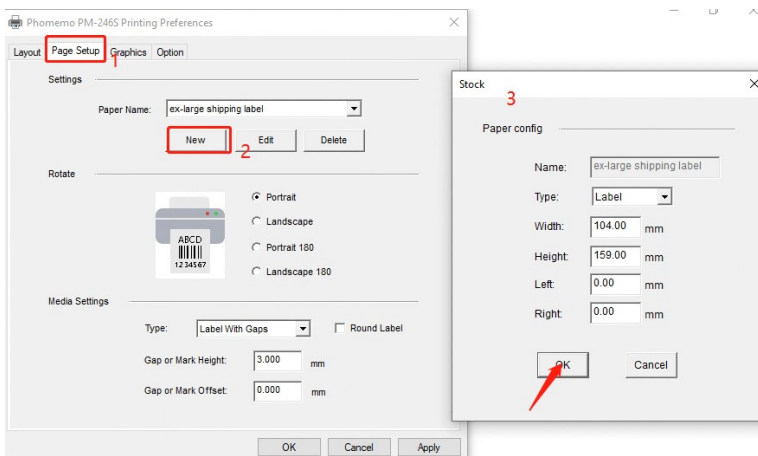 Phomemo PM-246S Printing Preferences
Layout Page Setup Graphics Option
1
Settings
Paper Name: ex-large shipping label
New Edit Delete
2
Rotate
ABCD
1234567
Portrait
Landscape
Portrait 180
Landscape 180
Media Settings
Type: Label With Gaps Round Label
Gap or Mark Height: 3.000 mm
Gap or Mark Offset: 0.000 mm
OK Cancel Apply
Stock
3
Paper config
Name: ex-large shipping label
Type: Label
Width: 104.00 mm
Height: 159.00 mm
Left: 0.00 mm
Right: 0.00 mm
OK Cancel